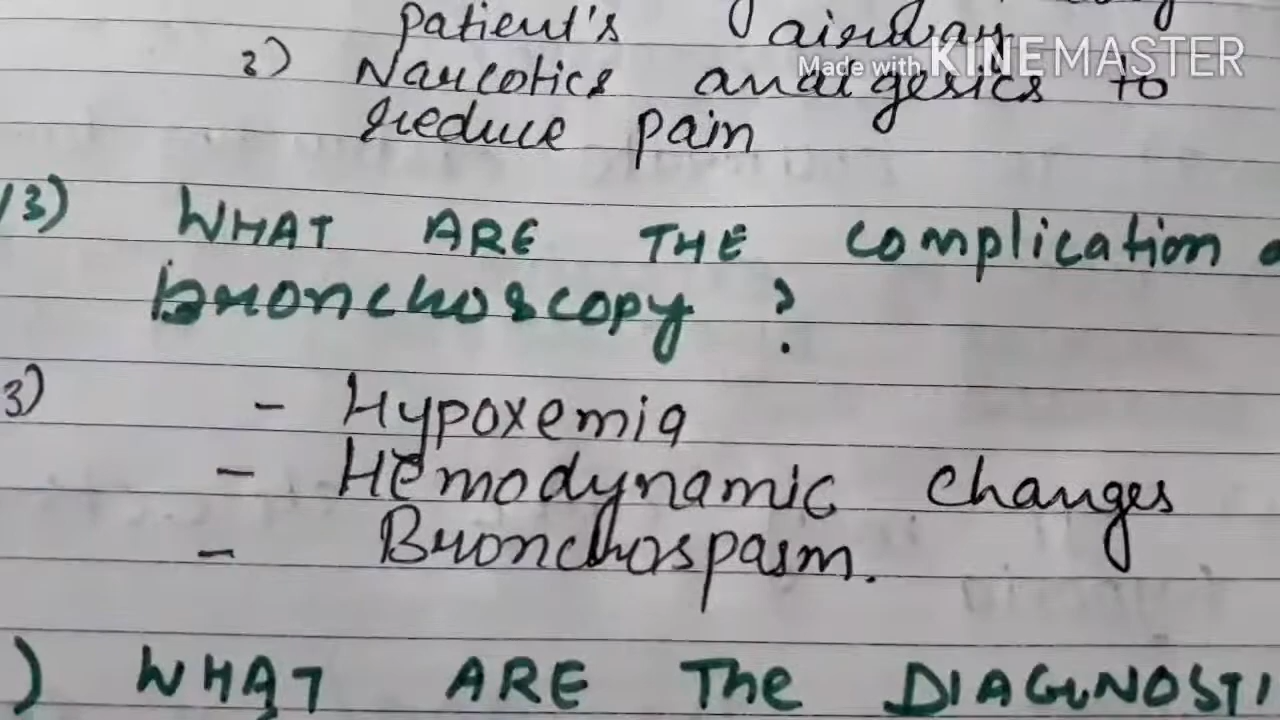 patient's airway
2) Narcotics analgesics to
reduce pain
13) WHAT ARE THE complication
bronchoscopy ?
3) - Hypoxemia
- Hemodynamic changes
- Bronchospasm.
) WHAT ARE The DIAGNOSTI
Made with KINEMASTER